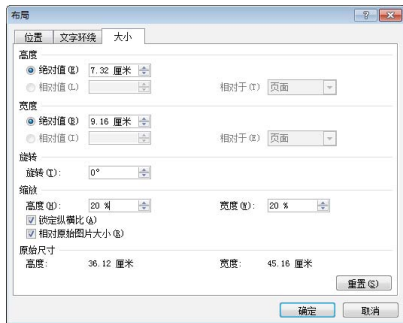 布局
位置 文字环绕 大小
高度
绝对值(E) 7.32 厘米
相对值(L) 相对于(T) 页面
宽度
绝对值(B) 9.16 厘米
相对值(I) 相对于(E) 页面
旋转
旋转(T): 0°
缩放
高度(H): 20 % 宽度(W): 20 %
锁定纵横比(A)
相对原始图片大小(R)
原始尺寸
高度: 36.12 厘米 宽度: 45.16 厘米
重置(S)
确定 取消